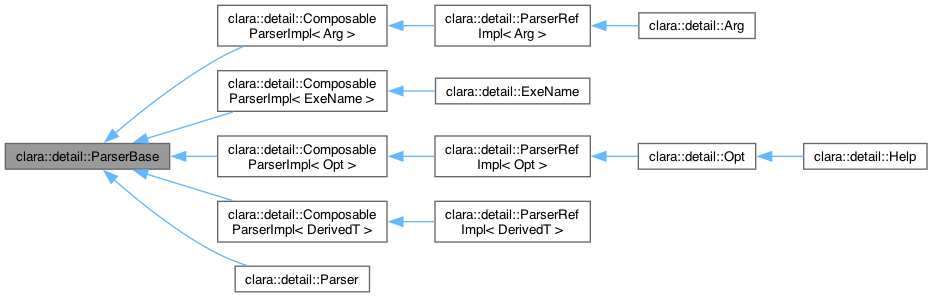 clara::detail::ParserBase
clara::detail::Composable
ParserImpl< Arg >
clara::detail::ParserRef
Impl< Arg >
clara::detail::Arg
clara::detail::Composable
ParserImpl< ExeName >
clara::detail::ExeName
clara::detail::Composable
ParserImpl< Opt >
clara::detail::ParserRef
Impl< Opt >
clara::detail::Opt
clara::detail::Help
clara::detail::Composable
ParserImpl< DerivedT >
clara::detail::ParserRef
Impl< DerivedT >
clara::detail::Parser